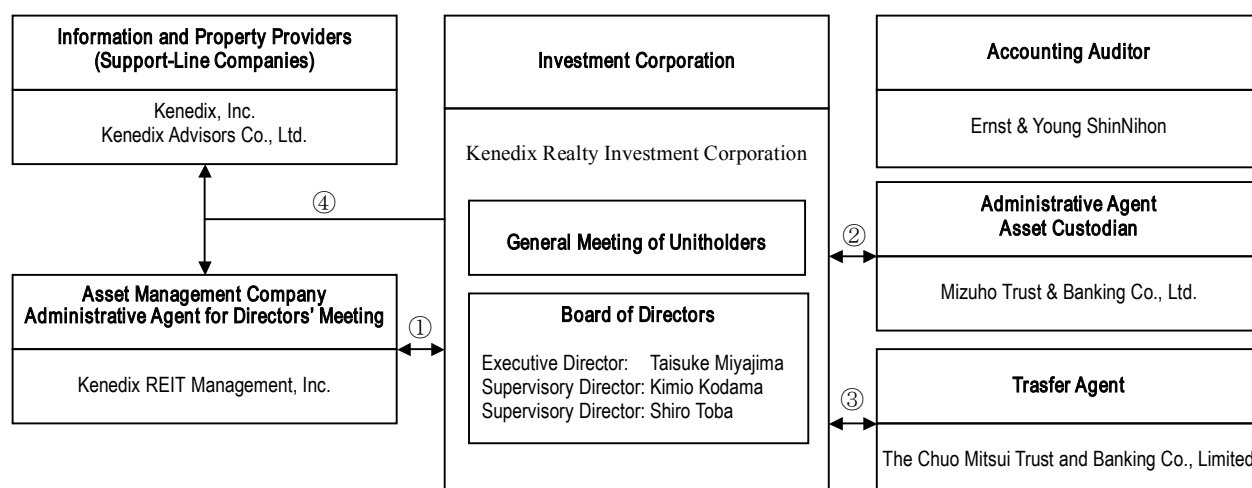 Information and Property Providers
(Support-Line Companies)
Kenedix, Inc.
Kenedix Advisors Co., Ltd.
④
Asset Management Company
Administrative Agent for Directors' Meeting
Kenedix REIT Management, Inc.
①
Investment Corporation
Kenedix Realty Investment Corporation
General Meeting of Unitholders
Board of Directors
Executive Director: Taisuke Miyajima
Supervisory Director: Kimio Kodama
Supervisory Director: Shiro Toba
Accounting Auditor
Ernst & Young ShinNihon
②
Administrative Agent
Asset Custodian
Mizuho Trust & Banking Co., Ltd.
③
Trasfer Agent
The Chuo Mitsui Trust and Banking Co., Limited